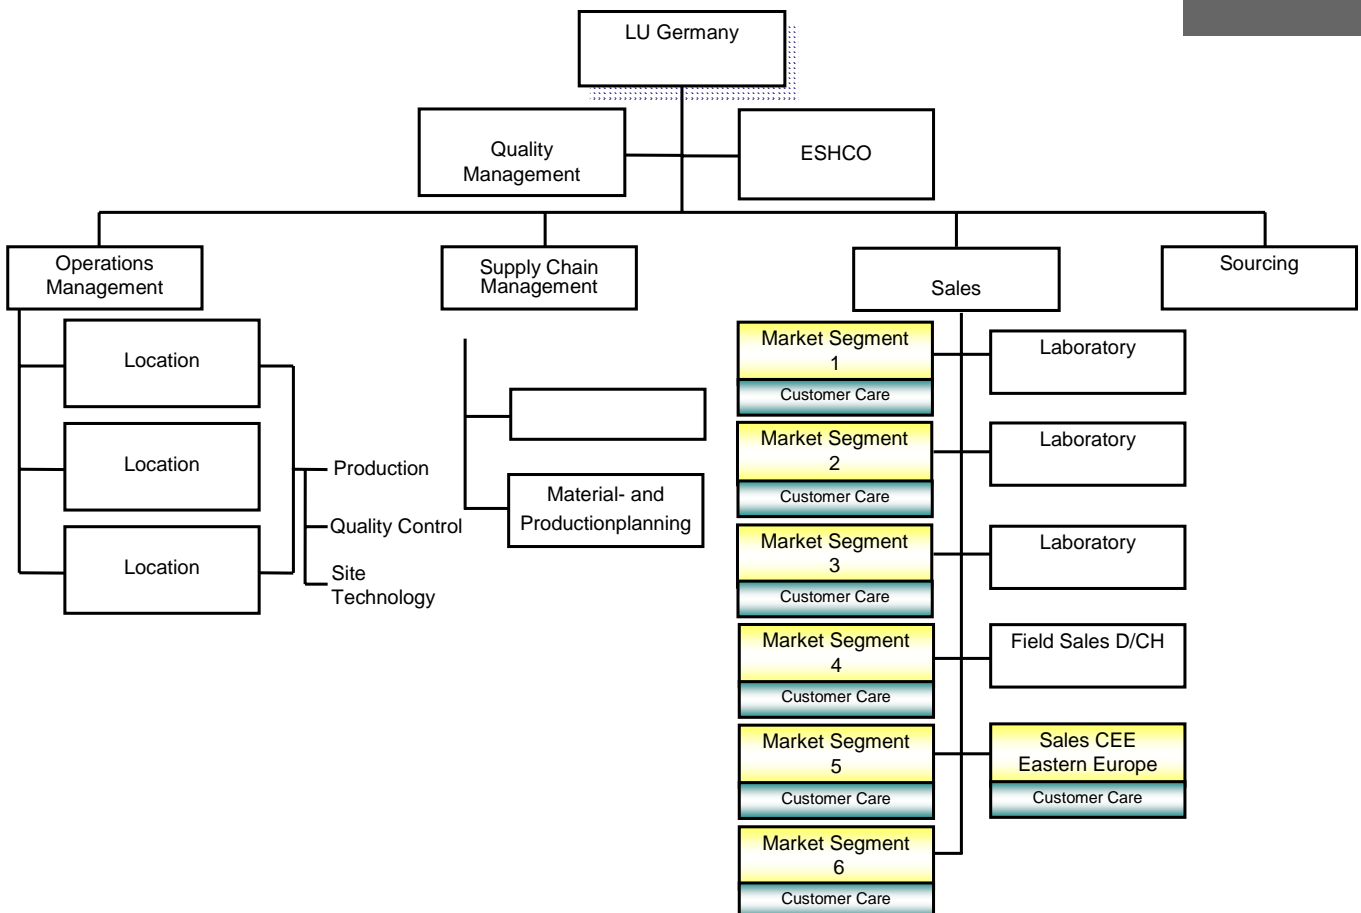 LU Germany
Quality
Management
ESHCO
Operations
Management
Supply Chain
Management
Sales
Sourcing
Location
Location
Location
Production
Quality Control
Site
Technology
Material- and
Productionplanning
Market Segment
1
Customer Care
Laboratory
Market Segment
2
Customer Care
Laboratory
Market Segment
3
Customer Care
Laboratory
Market Segment
4
Customer Care
Field Sales D/CH
Market Segment
5
Customer Care
Sales CEE
Eastern Europe
Customer Care
Market Segment
6
Customer Care